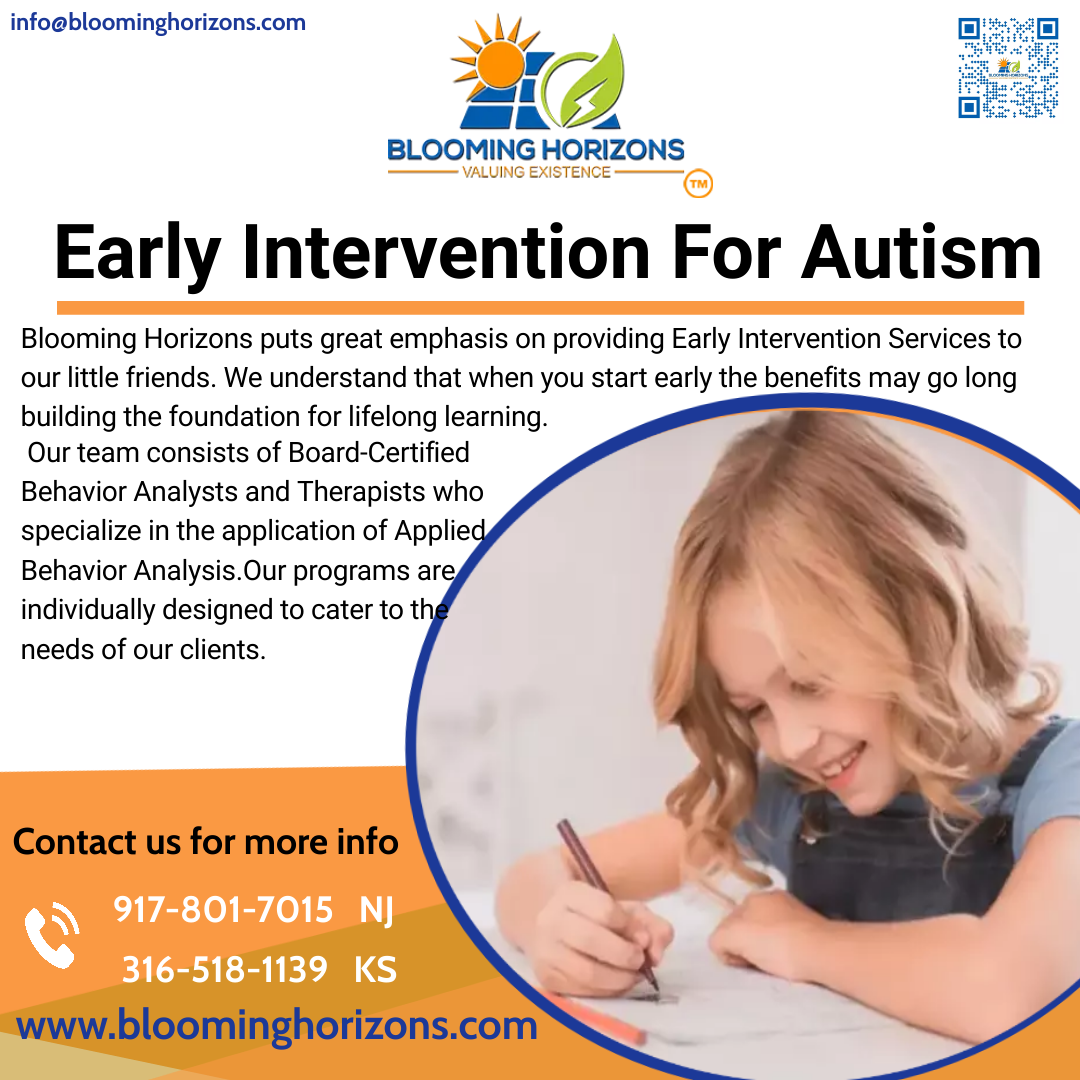 info@bloominghorizons.com
BLOOMING HORIZONS
VALUING EXISTENCE
TM
BLOOMING HORIZONS
Early Intervention For Autism
Blooming Horizons puts great emphasis on providing Early Intervention Services to
our little friends. We understand that when you start early the benefits may go long
building the foundation for lifelong learning.
Our team consists of Board-Certified
Behavior Analysts and Therapists who
specialize in the application of Applied
Behavior Analysis.Our programs are
individually designed to cater to the
needs of our clients.
Contact us for more info
917-801-7015 NJ
316-518-1139 KS
www.bloominghorizons.com